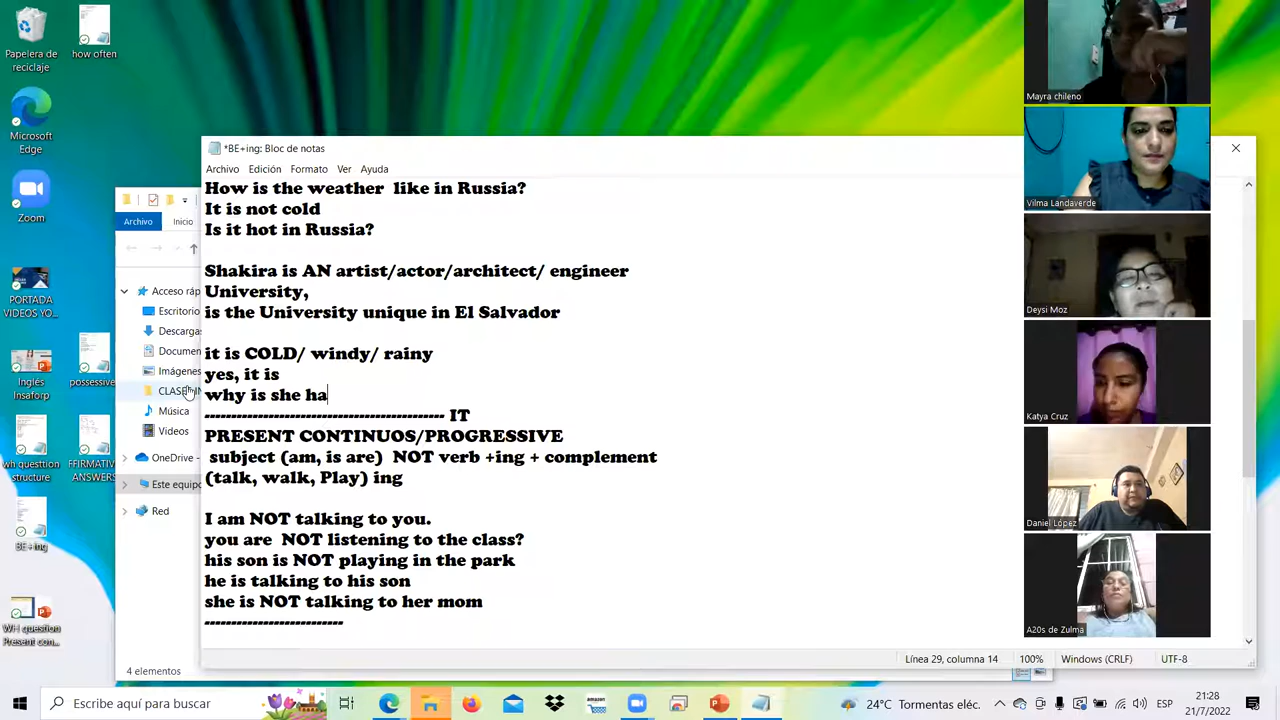 Papelera de
reciclaje
how often
Microsoft
Edge
Zoom
PORTADA
VIDEOS YO...
Inglés
Insaforp
possessive
wh questtion
structure
FFIRMATIV
ANSWERS
BE+ing
WH question
Present con...
Archivo
Inicio
Acceso ráp
Escritorio
Descargas
Documen
Imágenes
CLASE IN
Música
Videos
OneDrive -
Este equipo
Red
4 elementos
*BE+ing: Bloc de notas
Archivo Edición Formato Ver Ayuda
How is the weather  like in Russia?
It is not cold
Is it hot in Russia?
Shakira is AN artist/actor/architect/ engineer
University,
is the University unique in El Salvador
it is COLD/ windy/ rainy
yes, it is
why is she ha
---------------------------------------------- IT
PRESENT CONTINUOS/PROGRESSIVE
subject (am, is are)  NOT verb +ing + complement
(talk, walk, Play) ing
I am NOT talking to you.
you are  NOT listening to the class?
his son is NOT playing in the park
he is talking to his son
she is NOT talking to her mom
--------------------------
Línea 29, columna 14 100% Windows (CRLF) UTF-8
Mayra chileno
Vilma Landaverde
Deysi Moz
Katya Cruz
Daniel López
A20s de Zulma
Escribe aquí para buscar
amazon
24°C Tormentas eléc.
ESP
21:28
21/7/2022